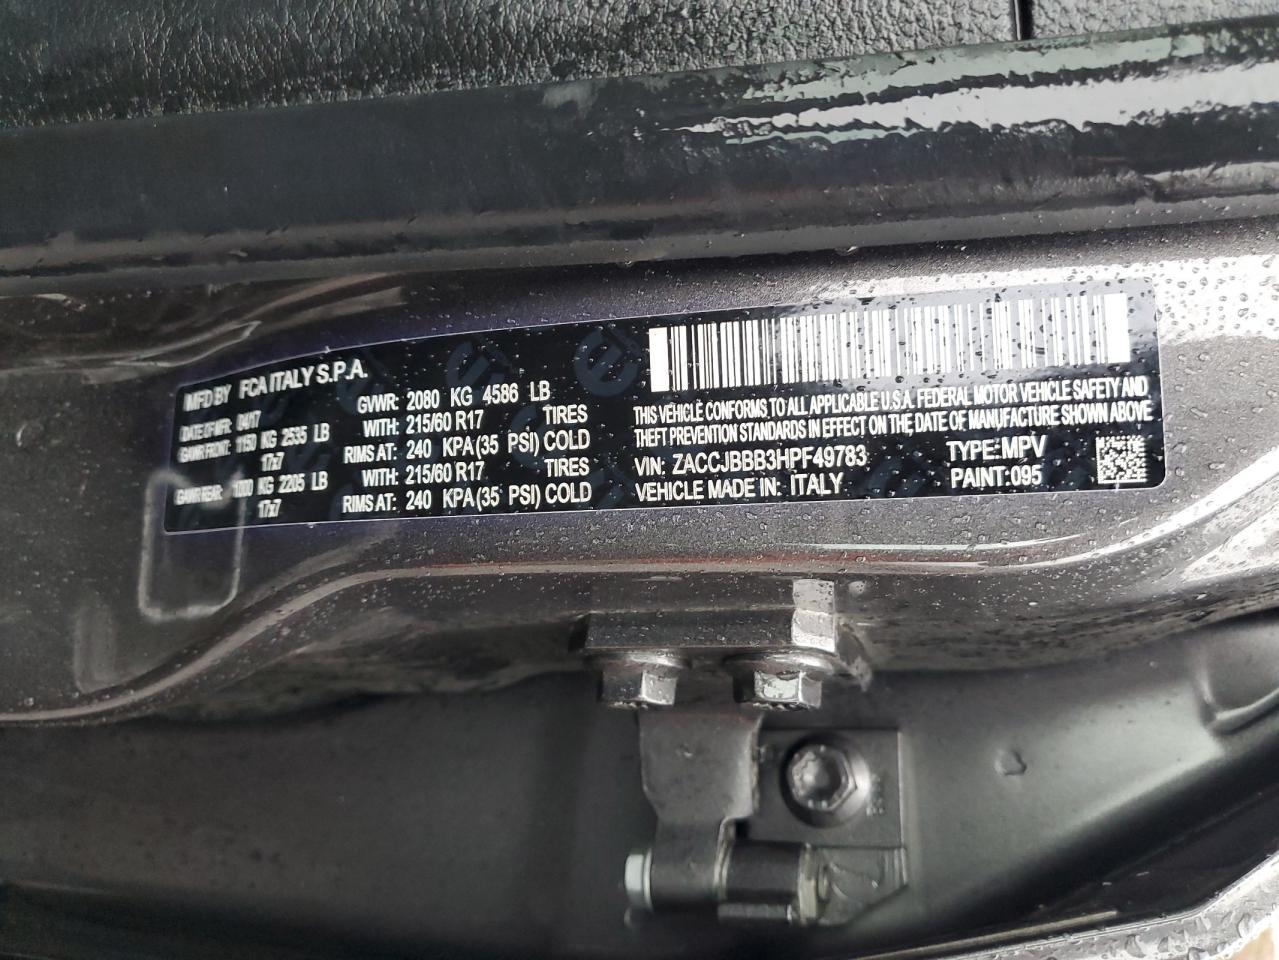 MFD BY FCA ITALY S.P.A.
DATE OF MFR 04/17 GVWR: 2080 KG 4586 LB
GAWR FRONT: 1150 KG 2535 LB WITH: 215/60 R17 TIRES
17x7 RIMS AT: 240 KPA (35 PSI) COLD
GAWR REAR: 1000 KG 2205 LB WITH: 215/60 R17 TIRES
17x7 RIMS AT: 240 KPA (35 PSI) COLD
THIS VEHICLE CONFORMS TO ALL APPLICABLE U.S.A. FEDERAL MOTOR VEHICLE SAFETY AND
THEFT PREVENTION STANDARDS IN EFFECT ON THE DATE OF MANUFACTURE SHOWN ABOVE
VIN: ZACCJBBB3HPF49783 TYPE: MPV
VEHICLE MADE IN: ITALY PAINT: 095